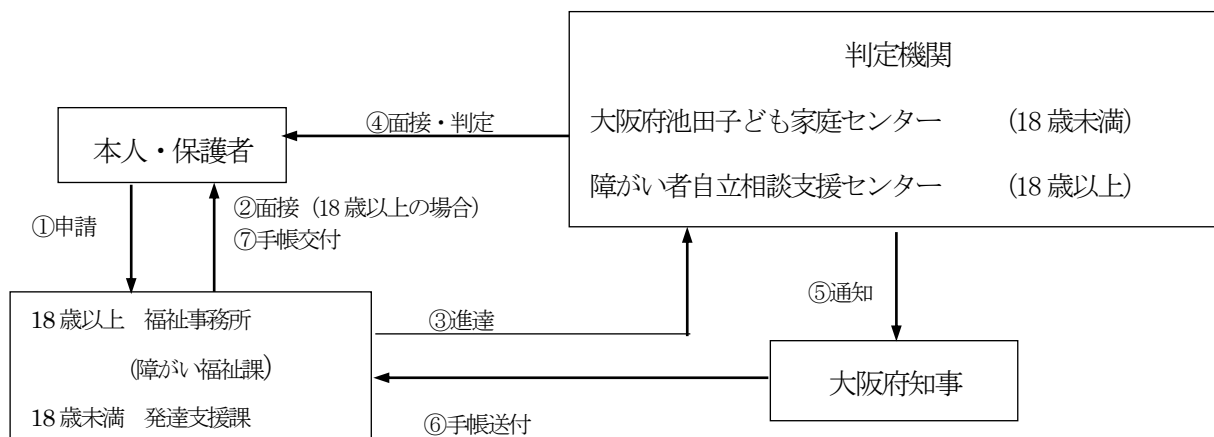 判定機関
大阪府池田子ども家庭センター (18歳未満)
障がい者自立相談支援センター (18歳以上)
④面接・判定
本人・保護者
①申請
②面接（18歳以上の場合）
⑦手帳交付
⑤通知
18歳以上 福祉事務所
(障がい福祉課)
18歳未満 発達支援課
③進達
大阪府知事
⑥手帳送付